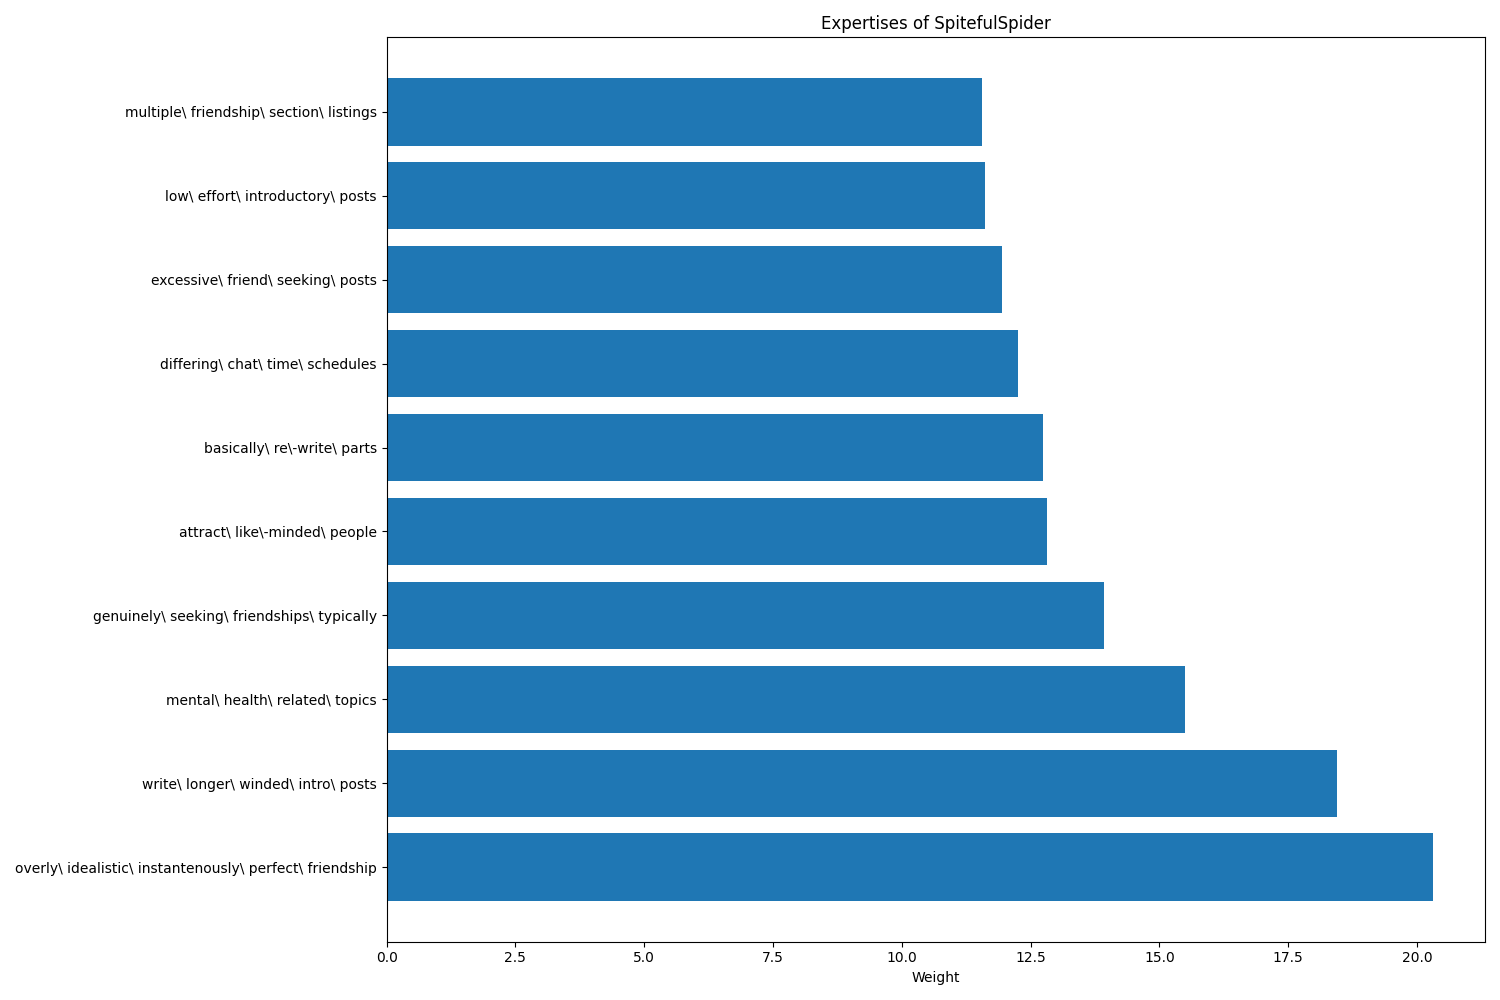 Expertises of SpitefulSpider
multiple\ friendship\ section\ listings
low\ effort\ introductory\ posts
excessive\ friend\ seeking\ posts
differing\ chat\ time\ schedules
basically\ re\-write\ parts
attract\ like\-minded\ people
genuinely\ seeking\ friendships\ typically
mental\ health\ related\ topics
write\ longer\ winded\ intro\ posts
overly\ idealistic\ instantenously\ perfect\ friendship
0.0 2.5 5.0 7.5 10.0 12.5 15.0 17.5 20.0
Weight